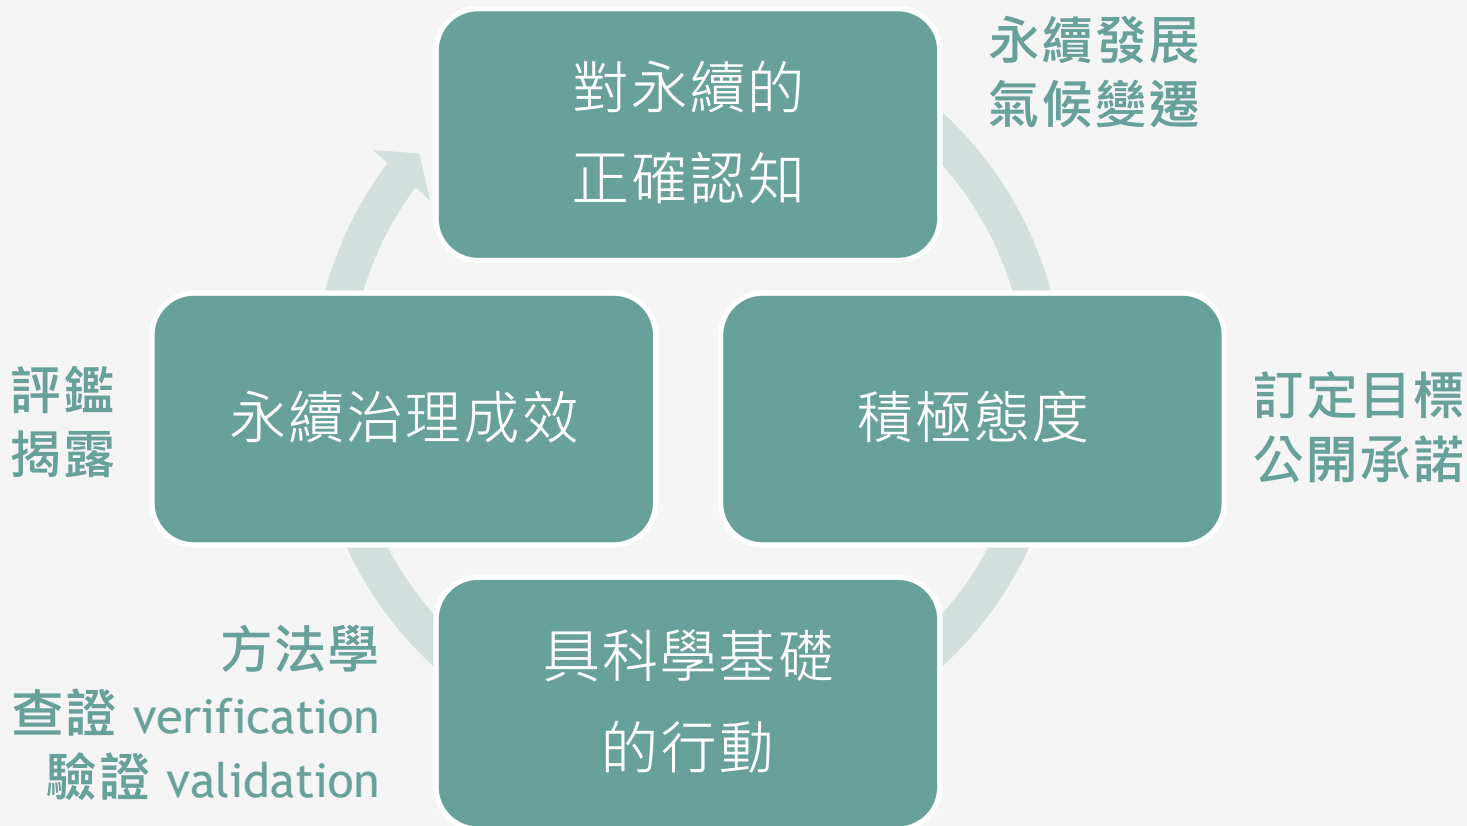 對永續的
正確認知
永續發展
氣候變遷
積極態度
訂定目標
公開承諾
具科學基礎
的行動
方法學
查證 verification
驗證 validation
永續治理成效
評鑑
揭露